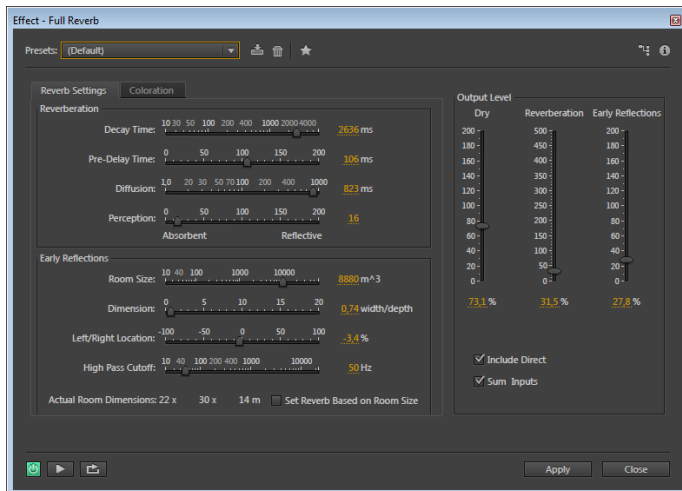 Effect - Full Reverb
Presets: (Default)
Reverb Settings Coloration
Reverberation
Decay Time: 10 30 50 100 200 400 1000 2000 4000 2636 ms
Pre-Delay Time: 0 50 100 150 200 106 ms
Diffusion: 1,0 20 30 50 70 100 200 400 1000 823 ms
Perception: 0 50 100 150 200 16
Absorbent Reflective
Early Reflections
Room Size: 10 40 100 1000 10000 8880 m^3
Dimension: 0 5 10 15 20 0,74 width/depth
Left/Right Location: -100 -50 0 50 100 -3,4 %
High Pass Cutoff: 10 40 100 200 400 1000 10000 50 Hz
Actual Room Dimensions: 22 x 30 x 14 m Set Reverb Based on Room Size
Output Level
Dry Reverberation Early Reflections
200 500 200
180 450 180
160 400 160
140 350 140
120 300 120
100 250 100
80 200 80
60 150 60
40 100 40
20 50 20
0 0 0
73,1 % 31,5 % 27,8 %
Include Direct
Sum Inputs
Apply Close